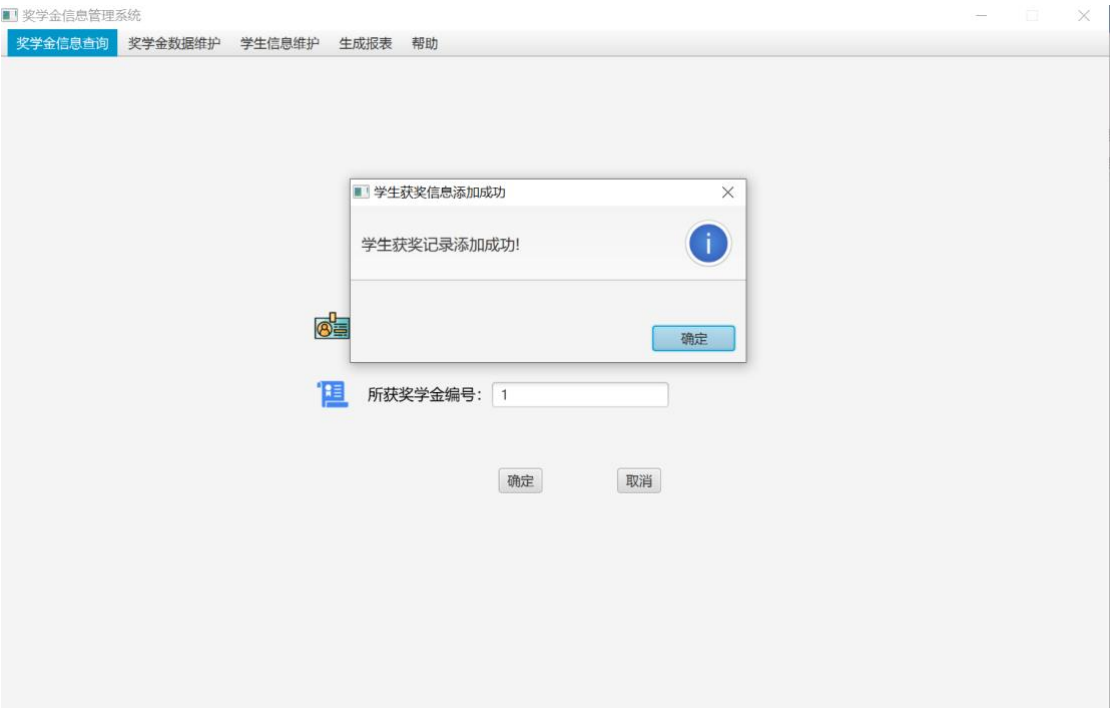 奖学金信息管理系统
奖学金信息查询 奖学金数据维护 学生信息维护 生成报表 帮助
学生获奖信息添加成功
学生获奖记录添加成功!
确定
所获奖学金编号: 1
确定 取消